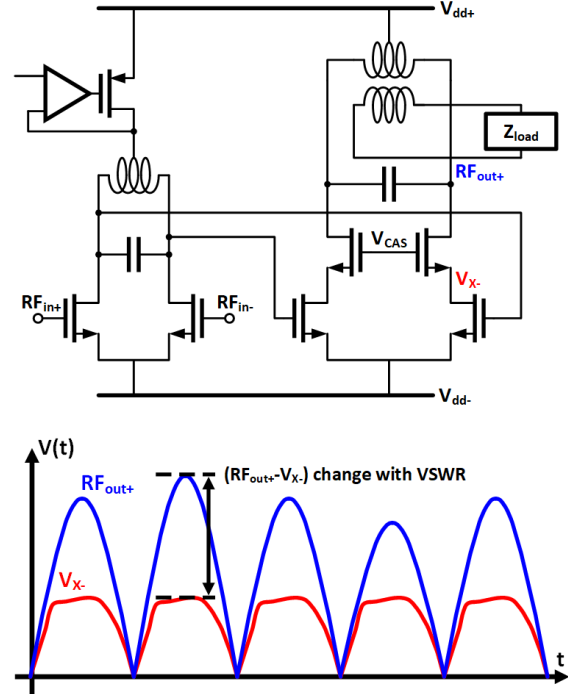 Vdd+
Zload
RFout+
VCAS
VX-
RFin+
RFin-
Vdd-
V(t)
RFout+
(RFout+-VX-) change with VSWR
VX-
t